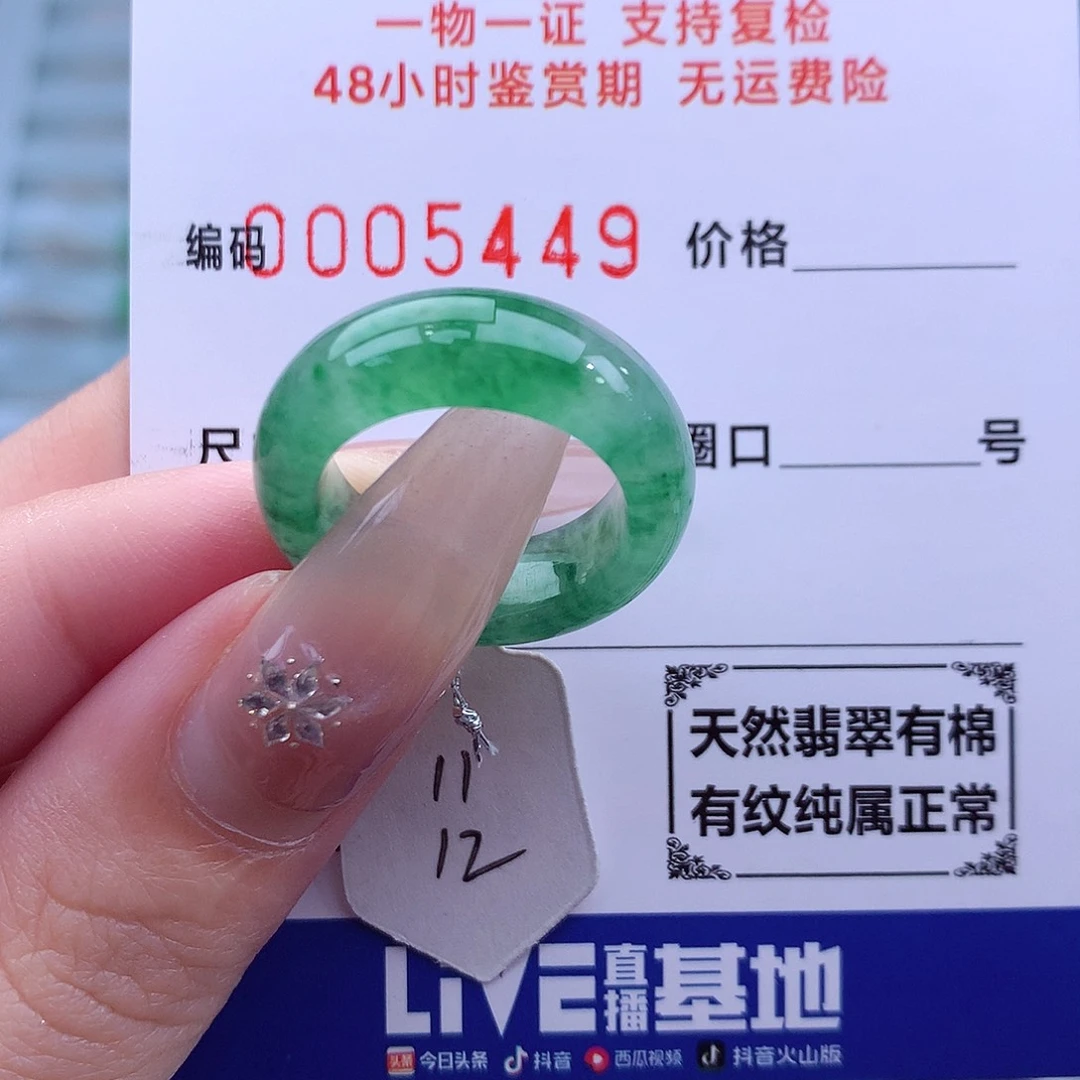 一物一证 支持复检
48小时鉴赏期 无运费险
编码0005449 价格
尺 圈口 号
11
12
天然翡翠有棉
有纹纯属正常
LIVE直播基地
头条 今日头条 抖音 西瓜视频 抖音火山版